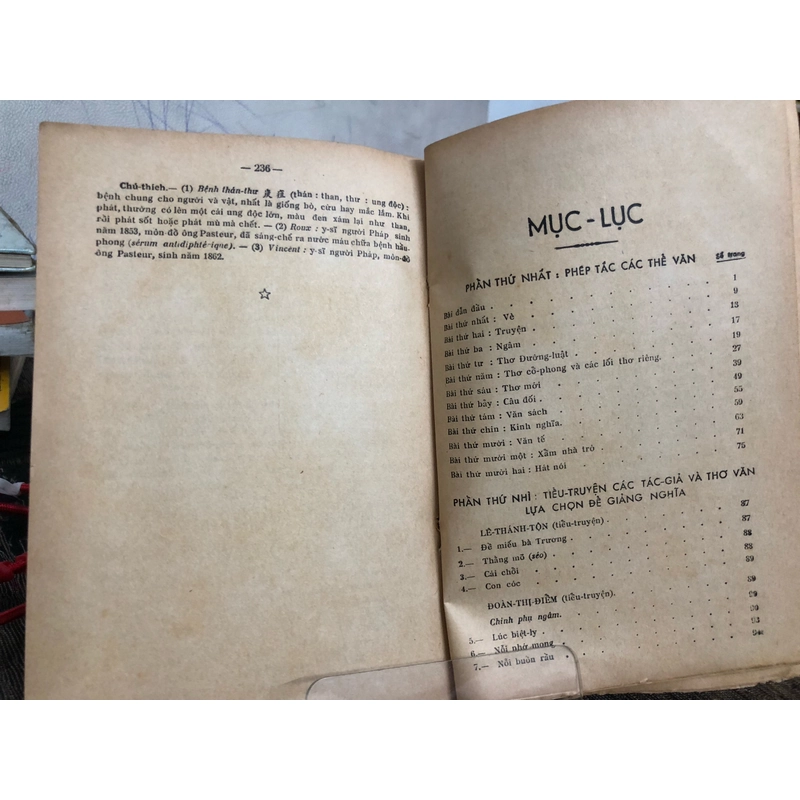 — 236 —
Chú-thích.— (1) Bệnh thán-thư 炭疽 (thán : than, thư : ung độc) :
bệnh chung cho người và vật, nhất là giống bò, cừu hay mắc lắm. Khi
phát, thường có lên một cái ung độc lớn, màu đen xám lại như than,
rồi phát sốt hoặc phát mù mà chết. — (2) Roux : y-sĩ người Pháp sinh
năm 1853, môn-đồ ông Pasteur, đã sáng-chế ra nước màu chữa bệnh hầu-
phong (sérum antidiphté-ique). — (3) Vincent : y-sĩ người Pháp, môn-đồ
ông Pasteur, sinh năm 1862.
MỤC-LỤC
PHẦN THỨ NHẤT : PHÉP TẮC CÁC THỂ VĂN Số trang
Bài dẫn đầu . 1
Bài thứ nhất : Vè 9
Bài thứ hai : Truyện 13
Bài thứ ba : Ngâm 17
Bài thứ tư : Thơ Đường-luật 19
Bài thứ năm : Thơ cổ-phong và các lối thơ riêng. 27
Bài thứ sáu : Thơ mới 39
Bài thứ bảy : Câu đối 49
Bài thứ tám : Văn sách 55
Bài thứ chín : Kinh nghĩa. 59
Bài thứ mười : Văn tế 63
Bài thứ mười một : Xẩm nhà trò 71
Bài thứ mười hai : Hát nói 75
PHẦN THỨ NHÌ : TIỂU-TRUYỆN CÁC TÁC-GIẢ VÀ THƠ VĂN
LỰA CHỌN ĐỂ GIẢNG NGHĨA
LÊ-THÁNH-TÔN (tiểu-truyện) . 87
1.— Đề miếu bà Trương . 87
2.— Thằng mõ (sẻo) 88
3.— Cái chổi 88
4.— Con cóc 89
ĐOÀN-THỊ-ĐIỂM (tiểu-truyện).
Chinh phụ ngâm.
5.— Lúc biệt-ly
6.— Nỗi nhớ mong
7.— Nỗi buồn rầu